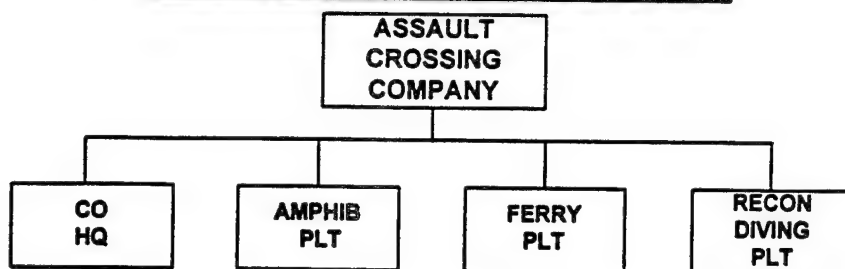 ASSAULT
CROSSING
COMPANY
CO
HQ
AMPHIB
PLT
FERRY
PLT
RECON
DIVING
PLT